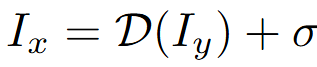 $I_x = \mathcal{D}(I_y) + \sigma$